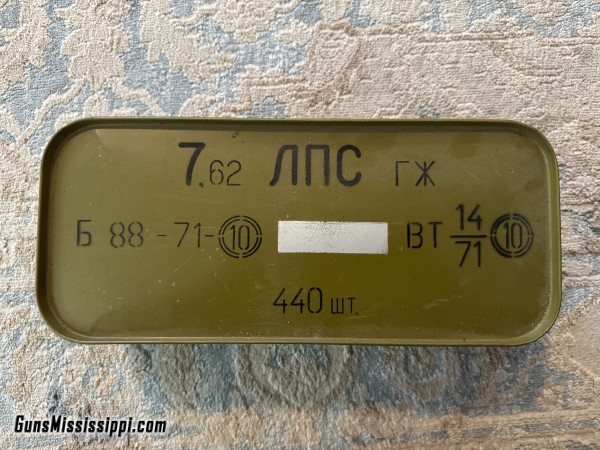 7,62 ЛПС ГЖ
Б 88-71-10 ВТ 14/71 10
440 шт.
GunsMississippi.com